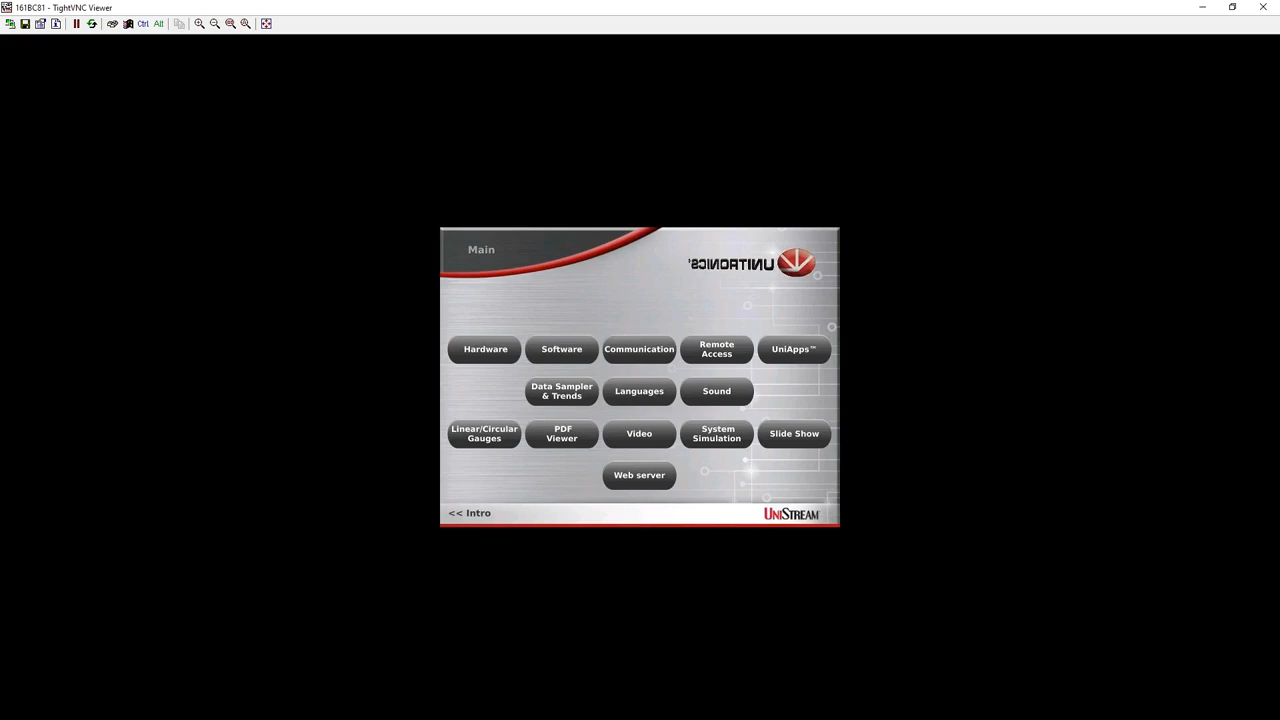 161BC81 - TightVNC Viewer
Ctrl Alt
Main
UNITRONICS
Hardware
Software
Communication
Remote
Access
UniApps™
Data Sampler
& Trends
Languages
Sound
Linear/Circular
Gauges
PDF
Viewer
Video
System
Simulation
Slide Show
Web server
<< Intro
UNISTREAM